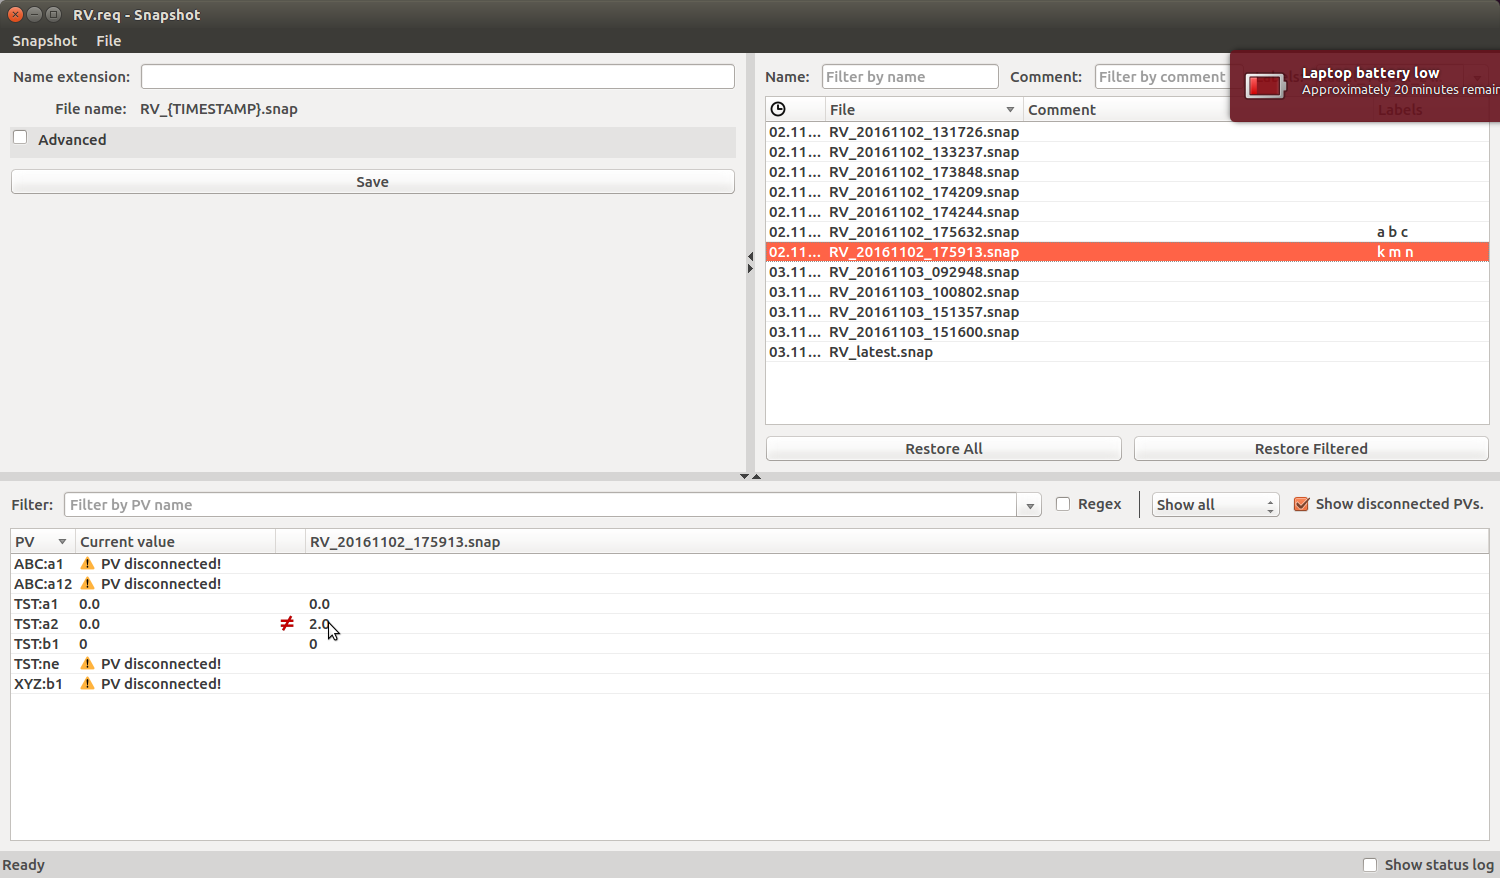 RV.req - Snapshot
Snapshot File
Name extension:
File name: RV_{TIMESTAMP}.snap
Advanced
Save
Name: Filter by name Comment: Filter by comment
Laptop battery low
Approximately 20 minutes remain
File Comment Labels
02.11... RV_20161102_131726.snap
02.11... RV_20161102_133237.snap
02.11... RV_20161102_173848.snap
02.11... RV_20161102_174209.snap
02.11... RV_20161102_174244.snap
02.11... RV_20161102_175632.snap a b c
02.11... RV_20161102_175913.snap k m n
03.11... RV_20161103_092948.snap
03.11... RV_20161103_100802.snap
03.11... RV_20161103_151357.snap
03.11... RV_20161103_151600.snap
03.11... RV_latest.snap
Restore All Restore Filtered
Filter: Filter by PV name Regex Show all Show disconnected PVs.
PV Current value RV_20161102_175913.snap
ABC:a1 PV disconnected!
ABC:a12 PV disconnected!
TST:a1 0.0 0.0
TST:a2 0.0 ≠ 2.0
TST:b1 0 0
TST:ne PV disconnected!
XYZ:b1 PV disconnected!
Ready Show status log